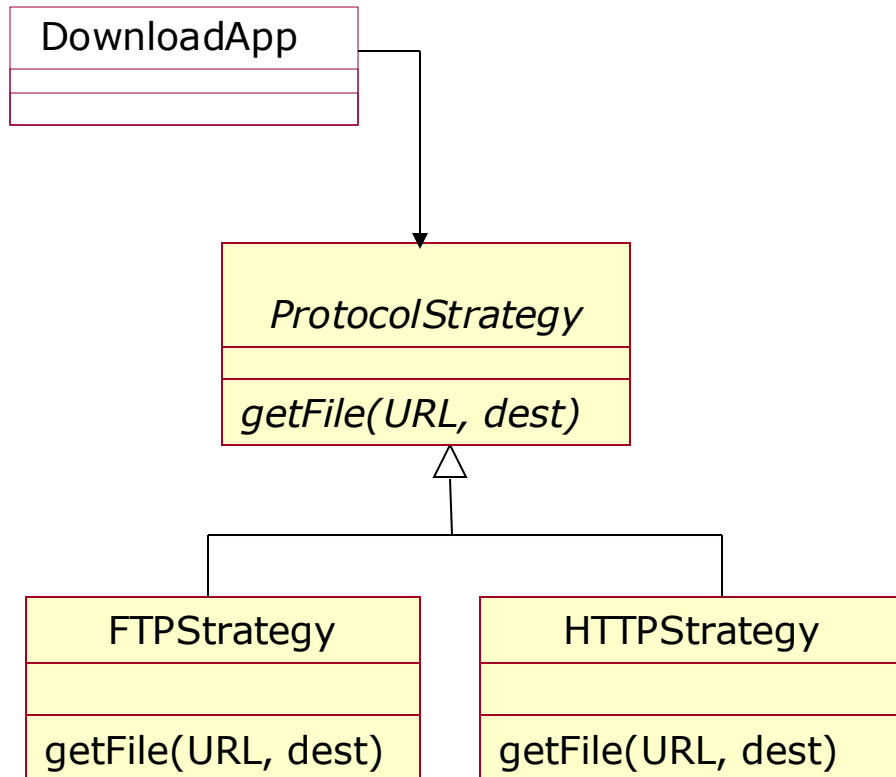 DownloadApp
ProtocolStrategy
getFile(URL, dest)
FTPStrategy
HTTPStrategy
getFile(URL, dest)
getFile(URL, dest)